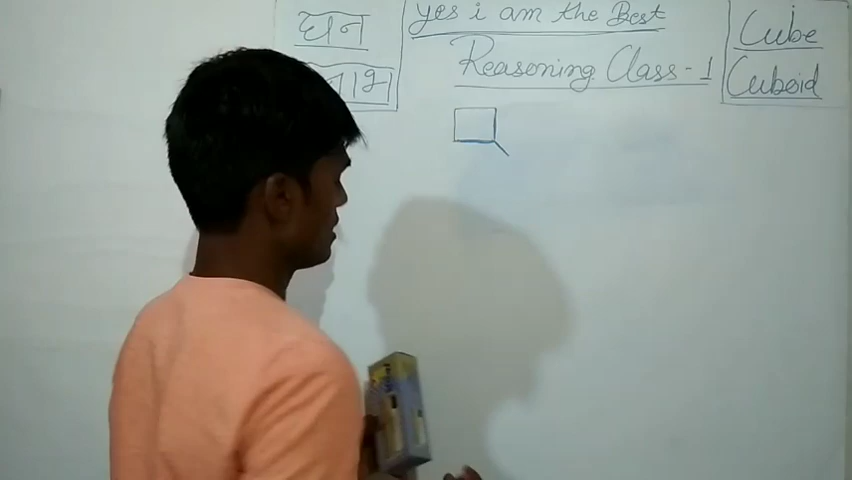 घन
yes i am the Best
Reasoning Class-1
Cube
Cuboid